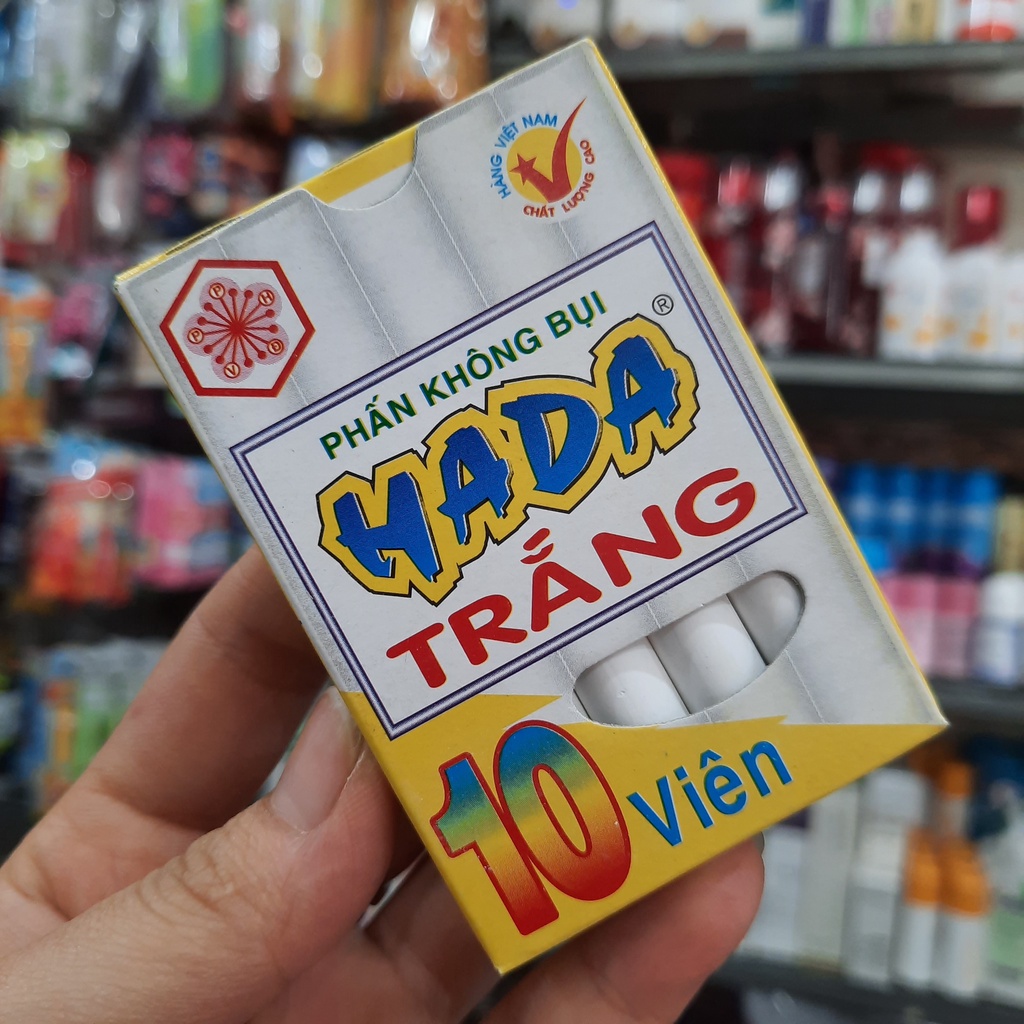 HÀNG VIỆT NAM
CHẤT LƯỢNG CAO
P
H
P
Đ
V
PHẤN KHÔNG BỤI
HADA ®
TRẮNG
10 Viên